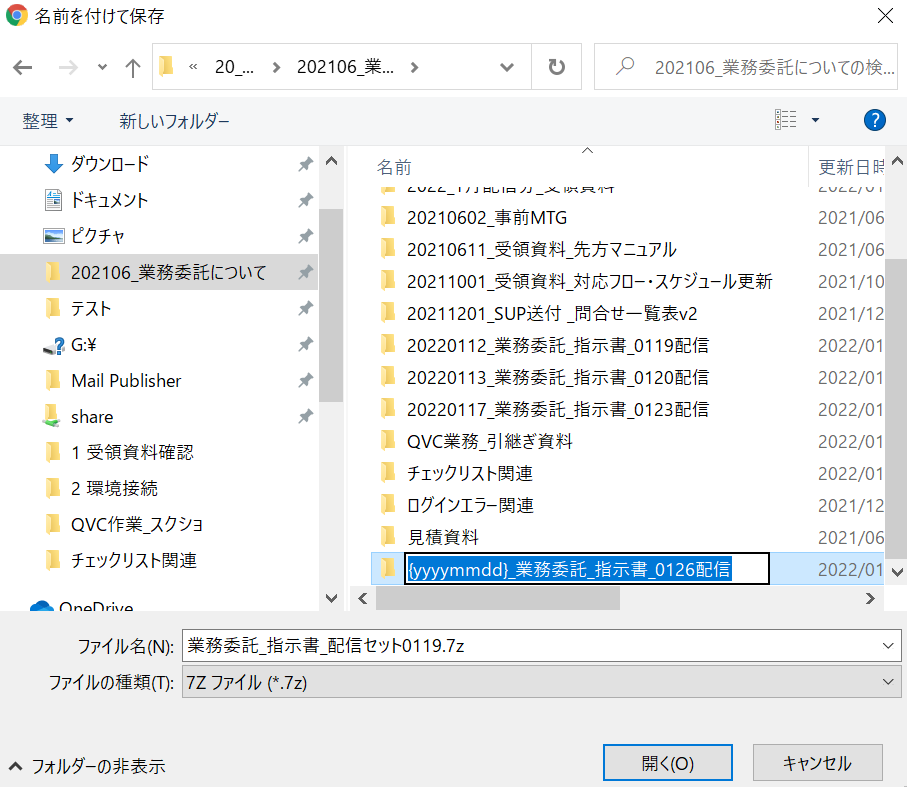 名前を付けて保存
« 20_... › 202106_業... ›
202106_業務委託についての検...
整理 新しいフォルダー
ダウンロード
ドキュメント
ピクチャ
202106_業務委託について
テスト
G:¥
Mail Publisher
share
1 受領資料確認
2 環境接続
QVC作業_スクショ
チェックリスト関連
OneDrive
名前 更新日時
2022_1月配信分_受領資料 2022/01
20210602_事前MTG 2021/06
20210611_受領資料_先方マニュアル 2021/06
20211001_受領資料_対応フロー・スケジュール更新 2021/10
20211201_SUP送付 _問合せ一覧表v2 2021/12
20220112_業務委託_指示書_0119配信 2022/01
20220113_業務委託_指示書_0120配信 2022/01
20220117_業務委託_指示書_0123配信 2022/01
QVC業務_引継ぎ資料 2022/01
チェックリスト関連 2022/01
ログインエラー関連 2021/12
見積資料 2021/06
{yyyymmdd}_業務委託_指示書_0126配信 2022/01
ファイル名(N): 業務委託_指示書_配信セット0119.7z
ファイルの種類(T): 7Z ファイル (*.7z)
フォルダーの非表示
開く(O) キャンセル